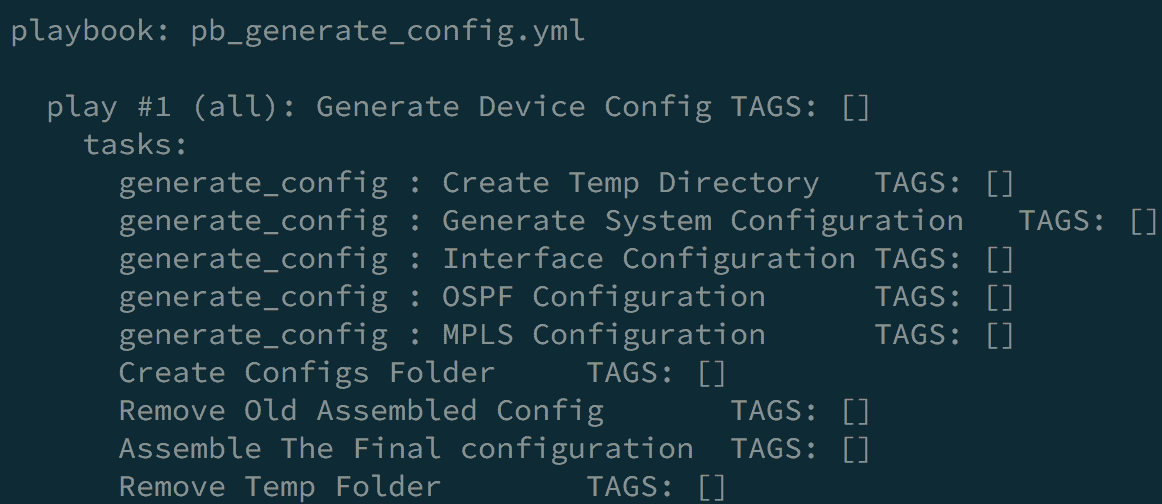 playbook: pb_generate_config.yml
play #1 (all): Generate Device Config TAGS: []
tasks:
generate_config : Create Temp Directory TAGS: []
generate_config : Generate System Configuration TAGS: []
generate_config : Interface Configuration TAGS: []
generate_config : OSPF Configuration TAGS: []
generate_config : MPLS Configuration TAGS: []
Create Configs Folder TAGS: []
Remove Old Assembled Config TAGS: []
Assemble The Final configuration TAGS: []
Remove Temp Folder TAGS: []